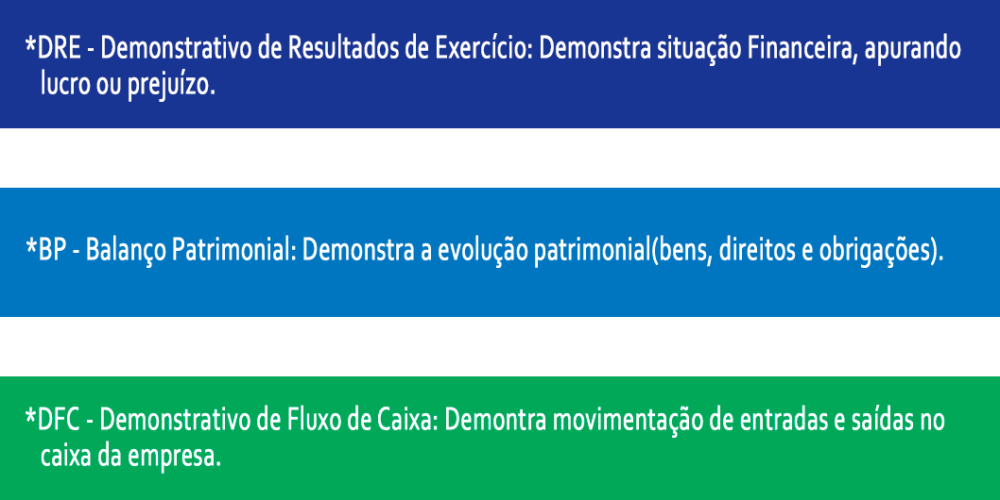 *DRE - Demonstrativo de Resultados de Exercício: Demonstra situação Financeira, apurando
lucro ou prejuízo.
*BP - Balanço Patrimonial: Demonstra a evolução patrimonial(bens, direitos e obrigações).
*DFC - Demonstrativo de Fluxo de Caixa: Demontra movimentação de entradas e saídas no
caixa da empresa.